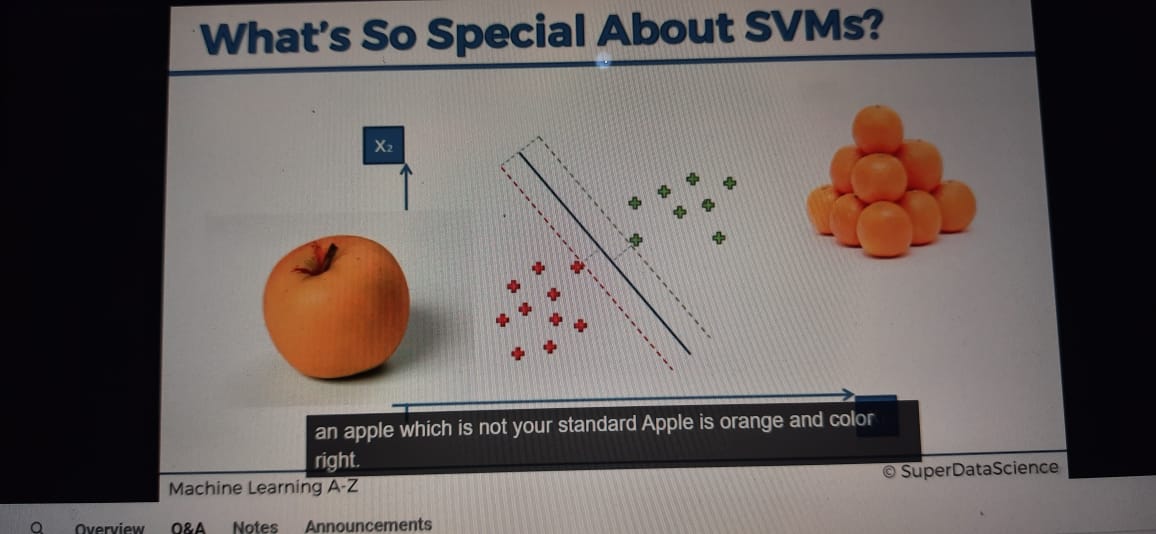 What's So Special About SVMs?
X₂
an apple which is not your standard Apple is orange and color
right.
© SuperDataScience
Machine Learning A-Z
Overview
Q&A
Notes
Announcements